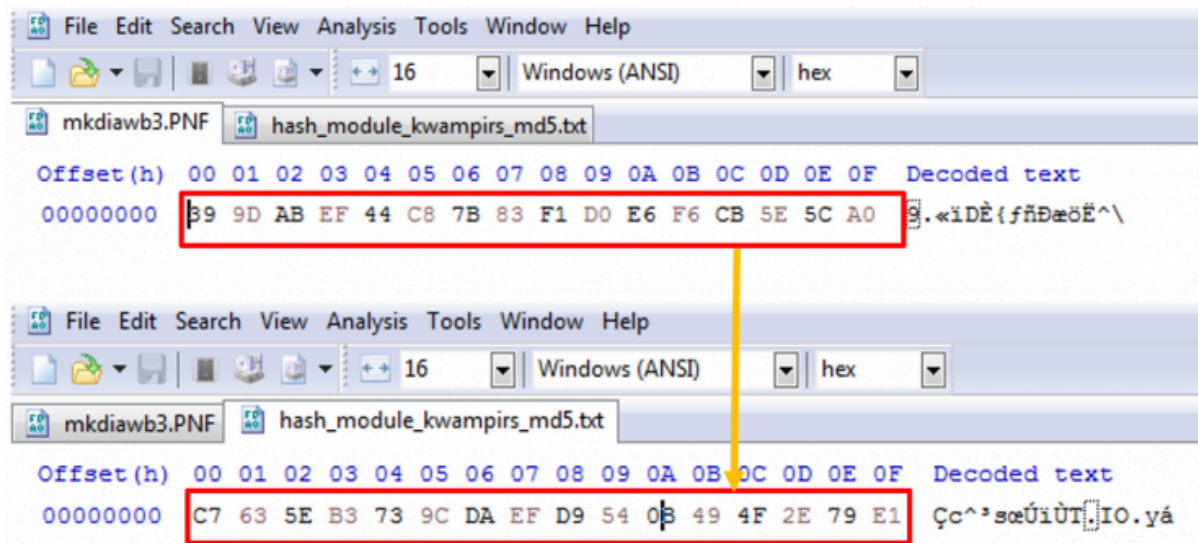 File Edit Search View Analysis Tools Window Help
16 Windows (ANSI) hex
mkdiawb3.PNF hash_module_kwampirs_md5.txt
Offset(h) 00 01 02 03 04 05 06 07 08 09 0A 0B 0C 0D 0E 0F Decoded text
00000000 39 9D AB EF 44 C8 7B 83 F1 D0 E6 F6 CB 5E 5C A0 9.«ïDÈ{ƒñÐæöË^\
File Edit Search View Analysis Tools Window Help
16 Windows (ANSI) hex
mkdiawb3.PNF hash_module_kwampirs_md5.txt
Offset(h) 00 01 02 03 04 05 06 07 08 09 0A 0B 0C 0D 0E 0F Decoded text
00000000 C7 63 5E B3 73 9C DA EF D9 54 0B 49 4F 2E 79 E1 Çc^³sœÚïÙT.IO.yá